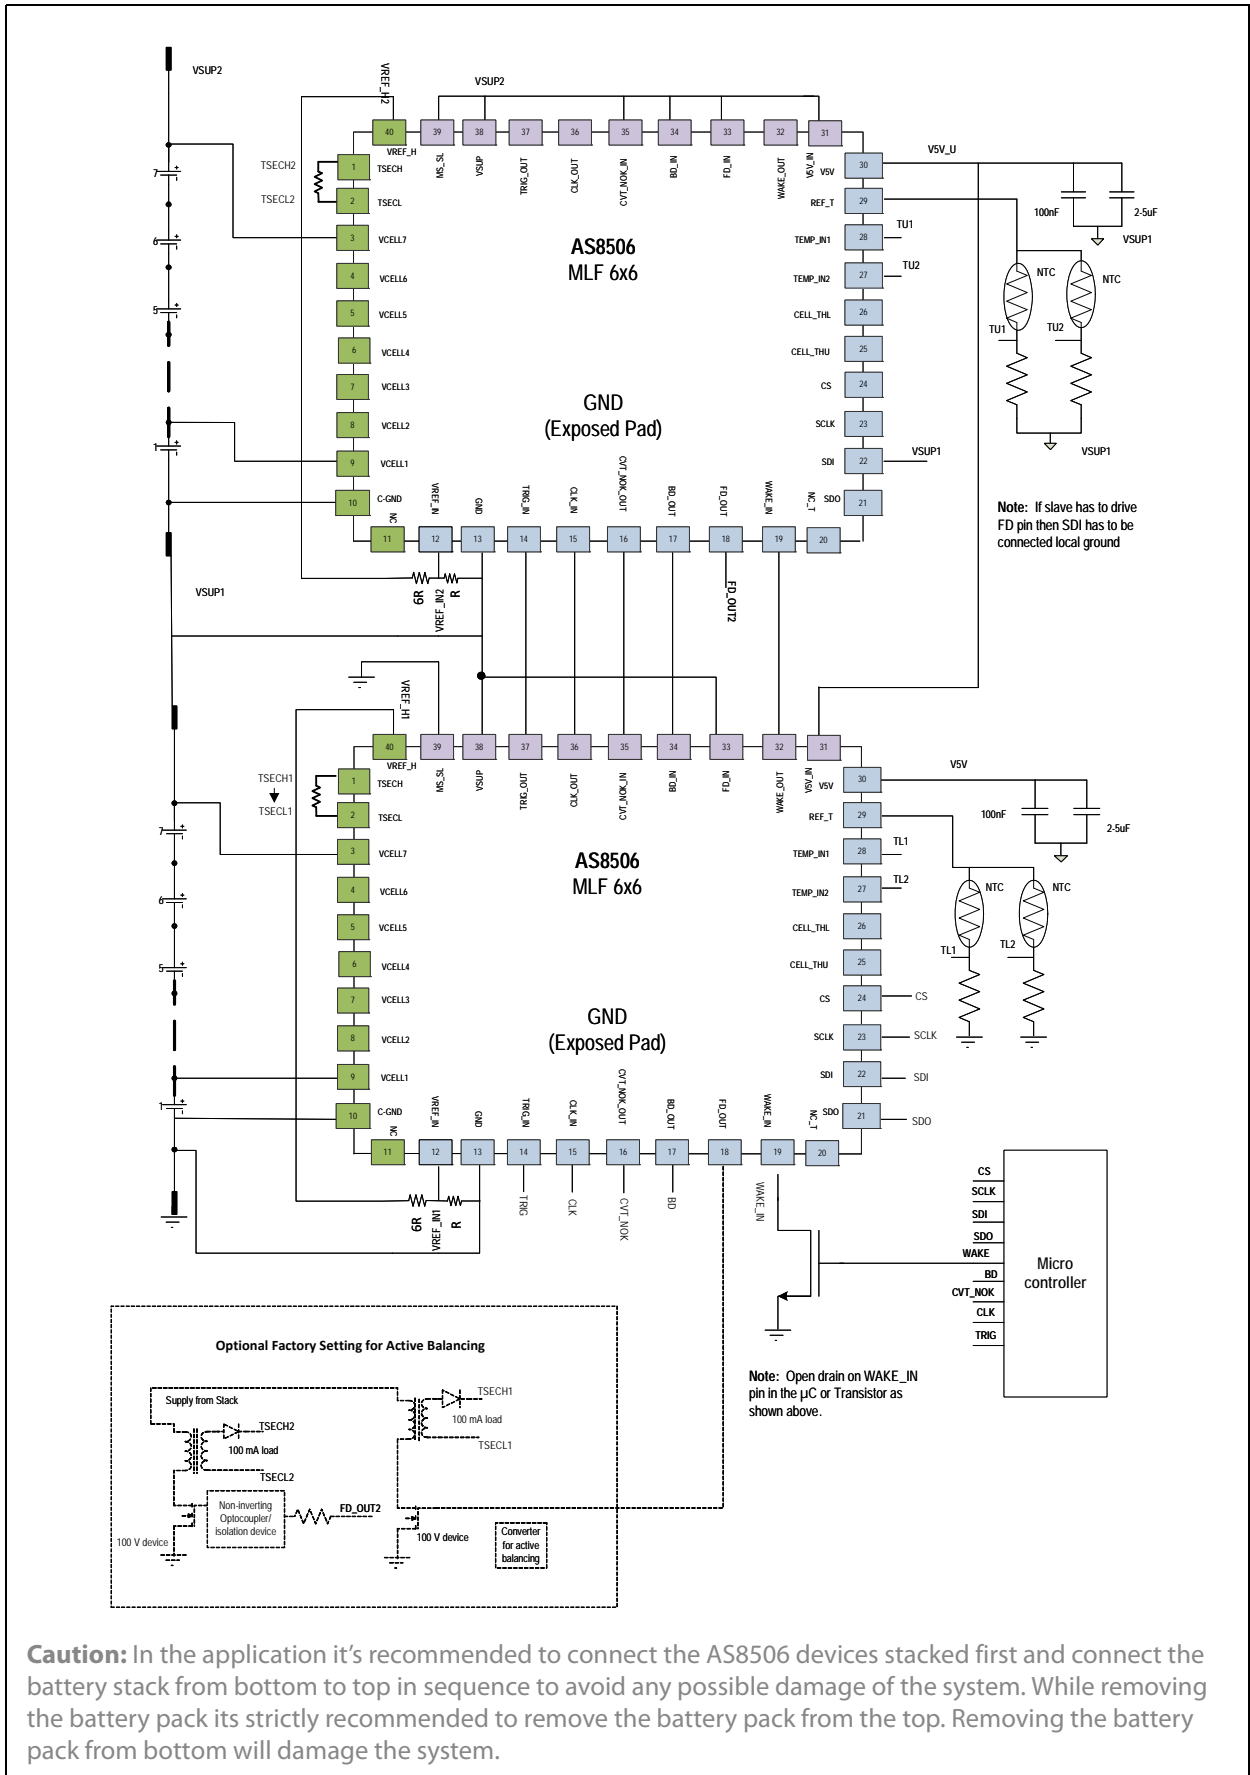 VSUP2
VREF_H2
VSUP2
40 39 38 37 36 35 34 33 32 31
VREF_H
MS_SL
VSUP
TRIG_OUT
CLK_OUT
CVT_NOK_IN
BD_IN
FD_IN
WAKE_OUT
V5V_IN
TSECH2
TSECL2
1 TSECH
2 TSECL
3 VCELL7
4 VCELL6
5 VCELL5
6 VCELL4
7 VCELL3
8 VCELL2
9 VCELL1
10 C-GND
7 + -
6 + -
5 + -
1 + -
AS8506
MLF 6x6
GND
(Exposed Pad)
V5V 30 V5V_U
REF_T 29
TEMP_IN1 28 TU1
TEMP_IN2 27 TU2
CELL_THL 26
CELL_THU 25
CS 24
SCLK 23
SDI 22 VSUP1
SDO 21
100nF
2-5uF
VSUP1
NTC
NTC
TU1
TU2
VSUP1
Note: If slave has to drive
FD pin then SDI has to be
connected local ground
NC
VREF_IN
GND
TRIG_IN
CLK_IN
CVT_NOK_OUT
BD_OUT
FD_OUT
WAKE_IN
NC_T
11 12 13 14 15 16 17 18 19 20
6R
VREF_IN2
R
FD_OUT2
VSUP1
VREF_H1
40 39 38 37 36 35 34 33 32 31
VREF_H
MS_SL
VSUP
TRIG_OUT
CLK_OUT
CVT_NOK_IN
BD_IN
FD_IN
WAKE_OUT
V5V_IN
TSECH1
TSECL1
1 TSECH
2 TSECL
3 VCELL7
4 VCELL6
5 VCELL5
6 VCELL4
7 VCELL3
8 VCELL2
9 VCELL1
10 C-GND
7 + -
6 + -
5 + -
1 + -
AS8506
MLF 6x6
GND
(Exposed Pad)
V5V 30 V5V
REF_T 29
TEMP_IN1 28 TL1
TEMP_IN2 27 TL2
CELL_THL 26
CELL_THU 25
CS 24 CS
SCLK 23 SCLK
SDI 22 SDI
SDO 21 SDO
100nF
2-5uF
NTC
NTC
TL1
TL2
NC
VREF_IN
GND
TRIG_IN
CLK_IN
CVT_NOK_OUT
BD_OUT
FD_OUT
WAKE_IN
NC_T
11 12 13 14 15 16 17 18 19 20
6R
VREF_IN1
R
TRIG
CLK
CVT_NOK
BD
WAKE_IN
CS
SCLK
SDI
SDO
WAKE
BD
CVT_NOK
CLK
TRIG
Micro
controller
Note: Open drain on WAKE_IN
pin in the µC or Transistor as
shown above.
Optional Factory Setting for Active Balancing
Supply from Stack
TSECH2
100 mA load
TSECL2
Non-inverting
Optocoupler/
isolation device
FD_OUT2
100 V device
TSECH1
100 mA load
TSECL1
100 V device
Converter
for active
balancing
Caution: In the application it’s recommended to connect the AS8506 devices stacked first and connect the
battery stack from bottom to top in sequence to avoid any possible damage of the system. While removing
the battery pack its strictly recommended to remove the battery pack from the top. Removing the battery
pack from bottom will damage the system.